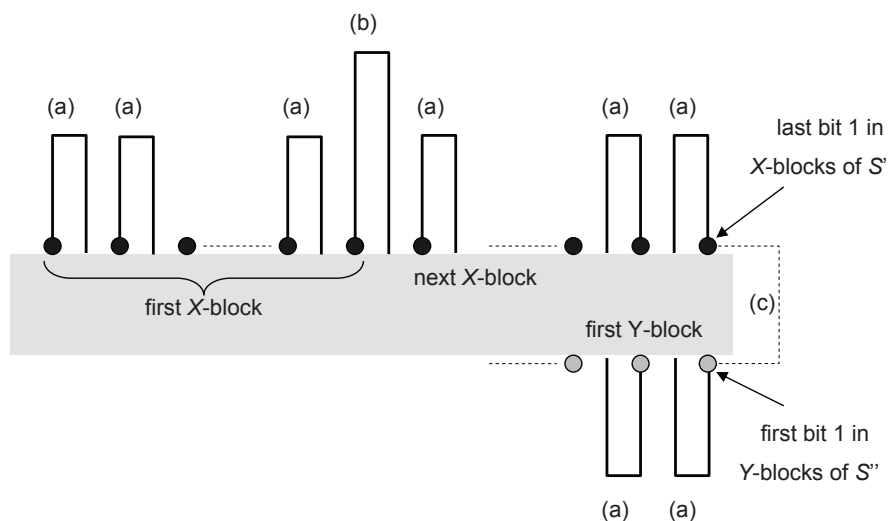 (b)
(a) (a) (a) (a) (a) (a)
last bit 1 in
X-blocks of S'
next X-block
first X-block
(c)
first Y-block
first bit 1 in
Y-blocks of S''
(a) (a)